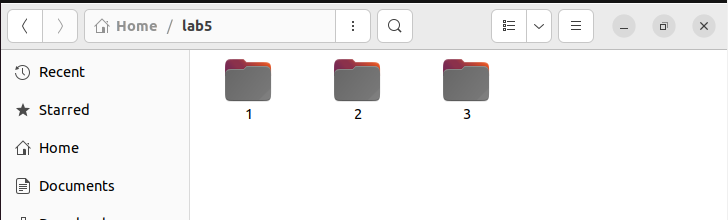 Home / lab5
Recent
Starred
Home
Documents
1
2
3